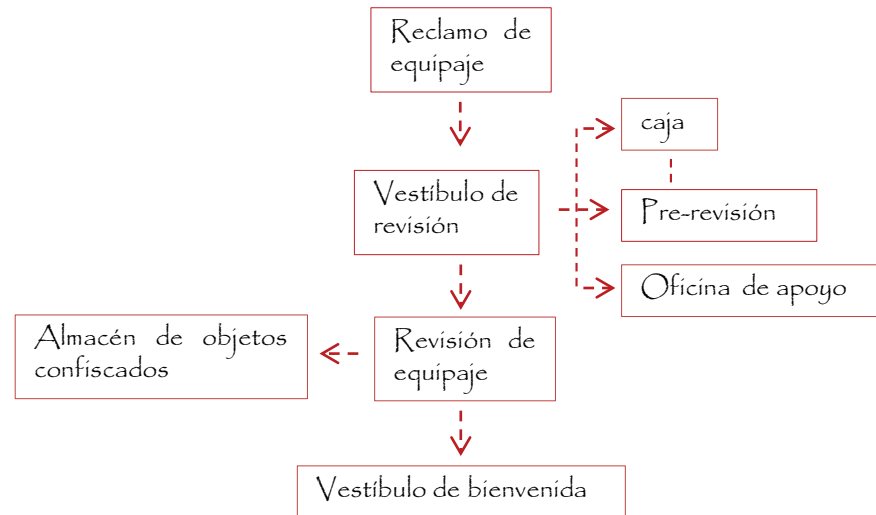 Reclamo de
equipaje
caja
Vestíbulo de
revisión
Pre-revisión
Oficina de apoyo
Almacén de objetos
confiscados
Revisión de
equipaje
Vestíbulo de bienvenida